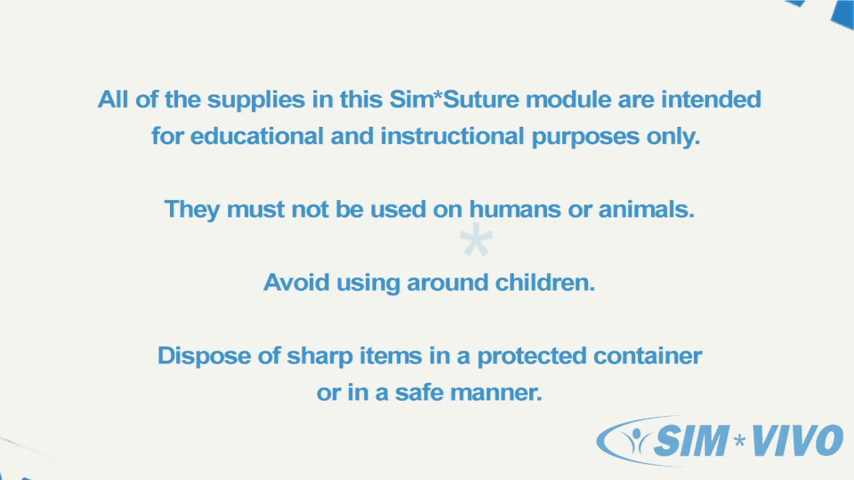 All of the supplies in this Sim*Suture module are intended
for educational and instructional purposes only.
They must not be used on humans or animals.
*
Avoid using around children.
Dispose of sharp items in a protected container
or in a safe manner.
SIM*VIVO